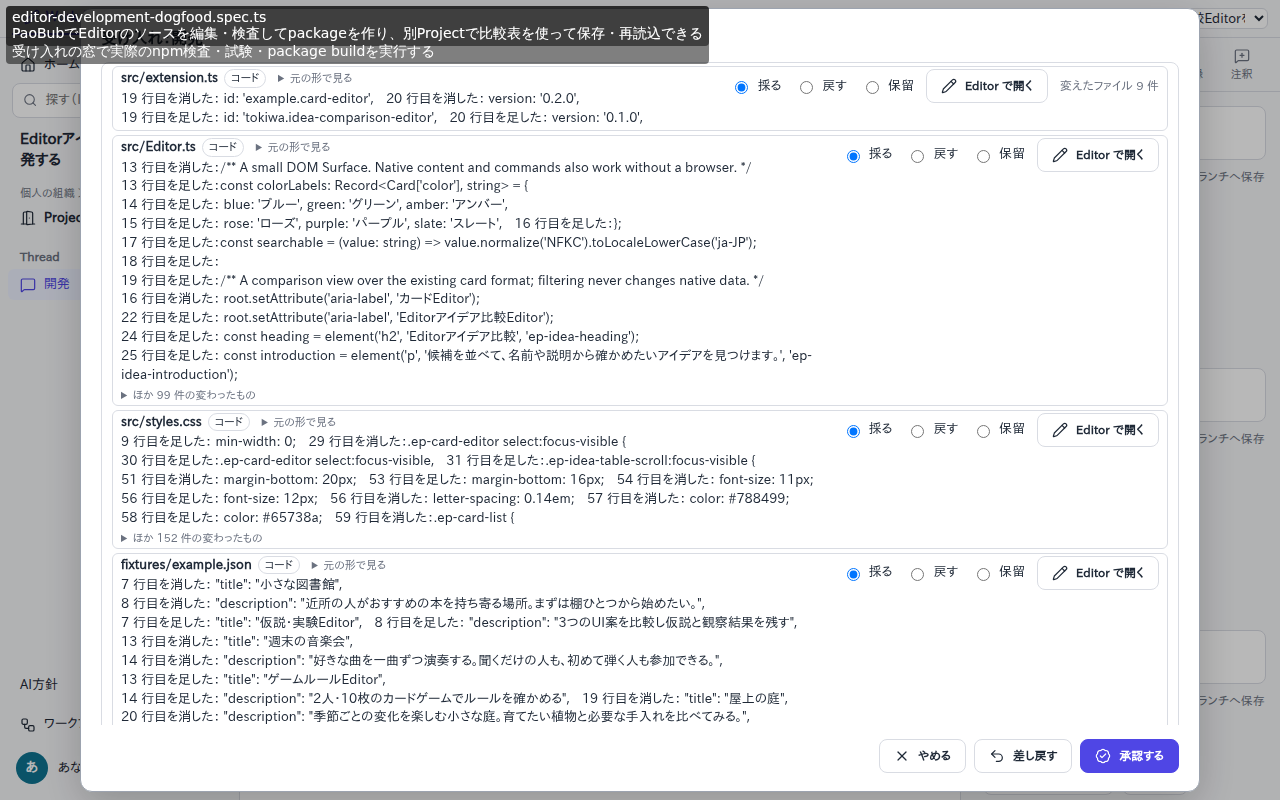 editor-development-dogfood.spec.ts
PaoBubでEditorのソースを編集・検査してpackageを作り、別Projectで比較表を使って保存・再読込できる
受け入れの窓で実際のnpm検査・試験・package buildを実行する
ホーム
探す
Editorアイ
発する
個人の組織
Projec
Thread
開発
AI方針
ワーク
あ
あな
注釈
ランチへ保存
ランチへ保存
ランチへ保存
src/extension.ts コード ▶ 元の形で見る 採る 戻す 保留 Editor で開く 変えたファイル 9 件
19 行目を消した: id: 'example.card-editor', 20 行目を消した: version: '0.2.0',
19 行目を足した: id: 'tokiwa.idea-comparison-editor', 20 行目を足した: version: '0.1.0',
src/Editor.ts コード ▶ 元の形で見る 採る 戻す 保留 Editor で開く
13 行目を消した:/** A small DOM Surface. Native content and commands also work without a browser. */
13 行目を足した:const colorLabels: Record<Card['color'], string> = {
14 行目を足した: blue: 'ブルー', green: 'グリーン', amber: 'アンバー',
15 行目を足した: rose: 'ローズ', purple: 'パープル', slate: 'スレート', 16 行目を足した:};
17 行目を足した:const searchable = (value: string) => value.normalize('NFKC').toLocaleLowerCase('ja-JP');
18 行目を足した:
19 行目を足した:/** A comparison view over the existing card format; filtering never changes native data. */
16 行目を消した: root.setAttribute('aria-label', 'カードEditor');
22 行目を足した: root.setAttribute('aria-label', 'Editorアイデア比較Editor');
24 行目を足した: const heading = element('h2', 'Editorアイデア比較', 'ep-idea-heading');
25 行目を足した: const introduction = element('p', '候補を並べて、名前や説明から確かめたいアイデアを見つけます。', 'ep-
idea-introduction');
▶ ほか 99 件の変わったもの
src/styles.css コード ▶ 元の形で見る 採る 戻す 保留 Editor で開く
9 行目を足した: min-width: 0; 29 行目を消した:.ep-card-editor select:focus-visible {
30 行目を足した:.ep-card-editor select:focus-visible, 31 行目を足した:.ep-idea-table-scroll:focus-visible {
51 行目を消した: margin-bottom: 20px; 53 行目を足した: margin-bottom: 16px; 54 行目を消した: font-size: 11px;
56 行目を足した: font-size: 12px; 56 行目を消した: letter-spacing: 0.14em; 57 行目を消した: color: #788499;
58 行目を足した: color: #65738a; 59 行目を消した:.ep-card-list {
▶ ほか 152 件の変わったもの
fixtures/example.json コード ▶ 元の形で見る 採る 戻す 保留 Editor で開く
7 行目を消した: "title": "小さな図書館",
8 行目を消した: "description": "近所の人がおすすめの本を持ち寄る場所。まずは棚ひとつから始めたい。",
7 行目を足した: "title": "仮説・実験Editor", 8 行目を足した: "description": "3つのUI案を比較し仮説と観察結果を残す",
13 行目を消した: "title": "週末の音楽会",
14 行目を消した: "description": "好きな曲を一曲ずつ演奏する。聞くだけの人も、初めて弾く人も参加できる。",
13 行目を足した: "title": "ゲームルールEditor",
14 行目を足した: "description": "2人・10枚のカードゲームでルールを確かめる", 19 行目を消した: "title": "屋上の庭",
20 行目を消した: "description": "季節ごとの変化を楽しむ小さな庭。育てたい植物と必要な手入れを比べてみる。",
やめる 差し戻す 承認する